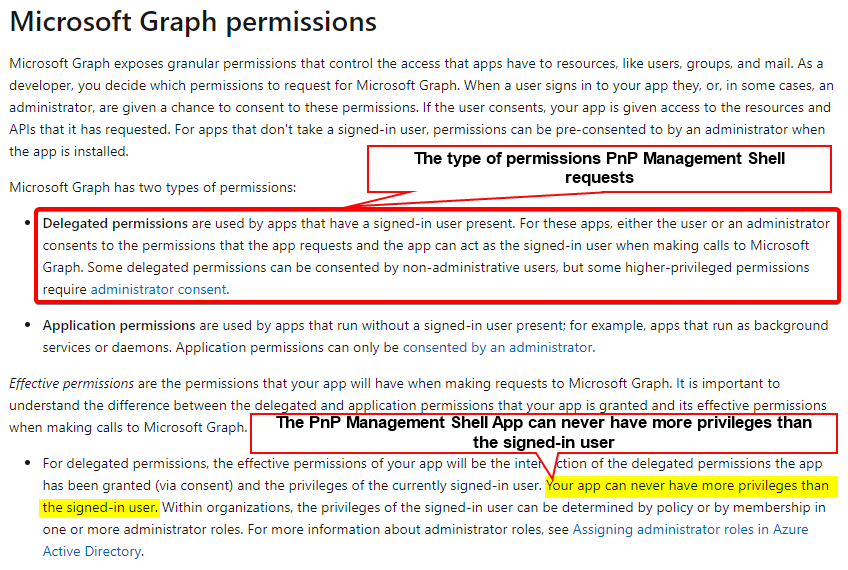 Microsoft Graph permissions
Microsoft Graph exposes granular permissions that control the access that apps have to resources, like users, groups, and mail. As a
developer, you decide which permissions to request for Microsoft Graph. When a user signs in to your app they, or, in some cases, an
administrator, are given a chance to consent to these permissions. If the user consents, your app is given access to the resources and
APIs that it has requested. For apps that don't take a signed-in user, permissions can be pre-consented to by an administrator when
the app is installed.
The type of permissions PnP Management Shell
requests
Microsoft Graph has two types of permissions:
• Delegated permissions are used by apps that have a signed-in user present. For these apps, either the user or an administrator
consents to the permissions that the app requests and the app can act as the signed-in user when making calls to Microsoft
Graph. Some delegated permissions can be consented by non-administrative users, but some higher-privileged permissions
require administrator consent.
• Application permissions are used by apps that run without a signed-in user present; for example, apps that run as background
services or daemons. Application permissions can only be consented by an administrator.
Effective permissions are the permissions that your app will have when making requests to Microsoft Graph. It is important to
understand the difference between the delegated and application permissions that your app is granted and its effective permissions
when making calls to Microsoft Graph.
The PnP Management Shell App can never have more privileges than
the signed-in user
• For delegated permissions, the effective permissions of your app will be the inter ction of the delegated permissions the app
has been granted (via consent) and the privileges of the currently signed-in user. Your app can never have more privileges than
the signed-in user. Within organizations, the privileges of the signed-in user can be determined by policy or by membership in
one or more administrator roles. For more information about administrator roles, see Assigning administrator roles in Azure
Active Directory.